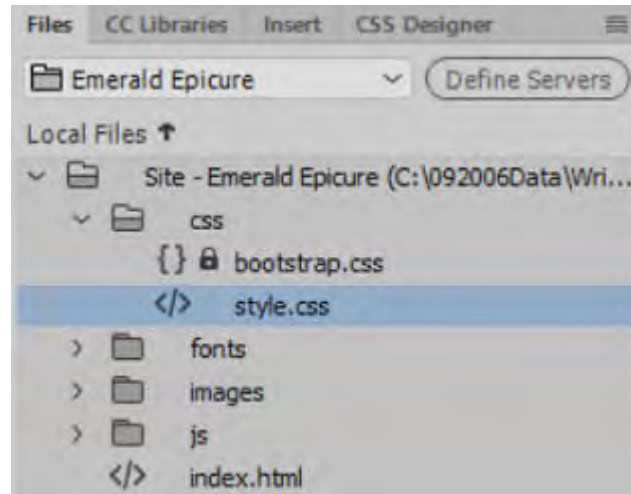 Files CC Libraries Insert CSS Designer
Emerald Epicure Define Servers
Local Files ↑
Site - Emerald Epicure (C:\092006Data\Wri...
css
{} bootstrap.css
</> style.css
fonts
images
js
</> index.html